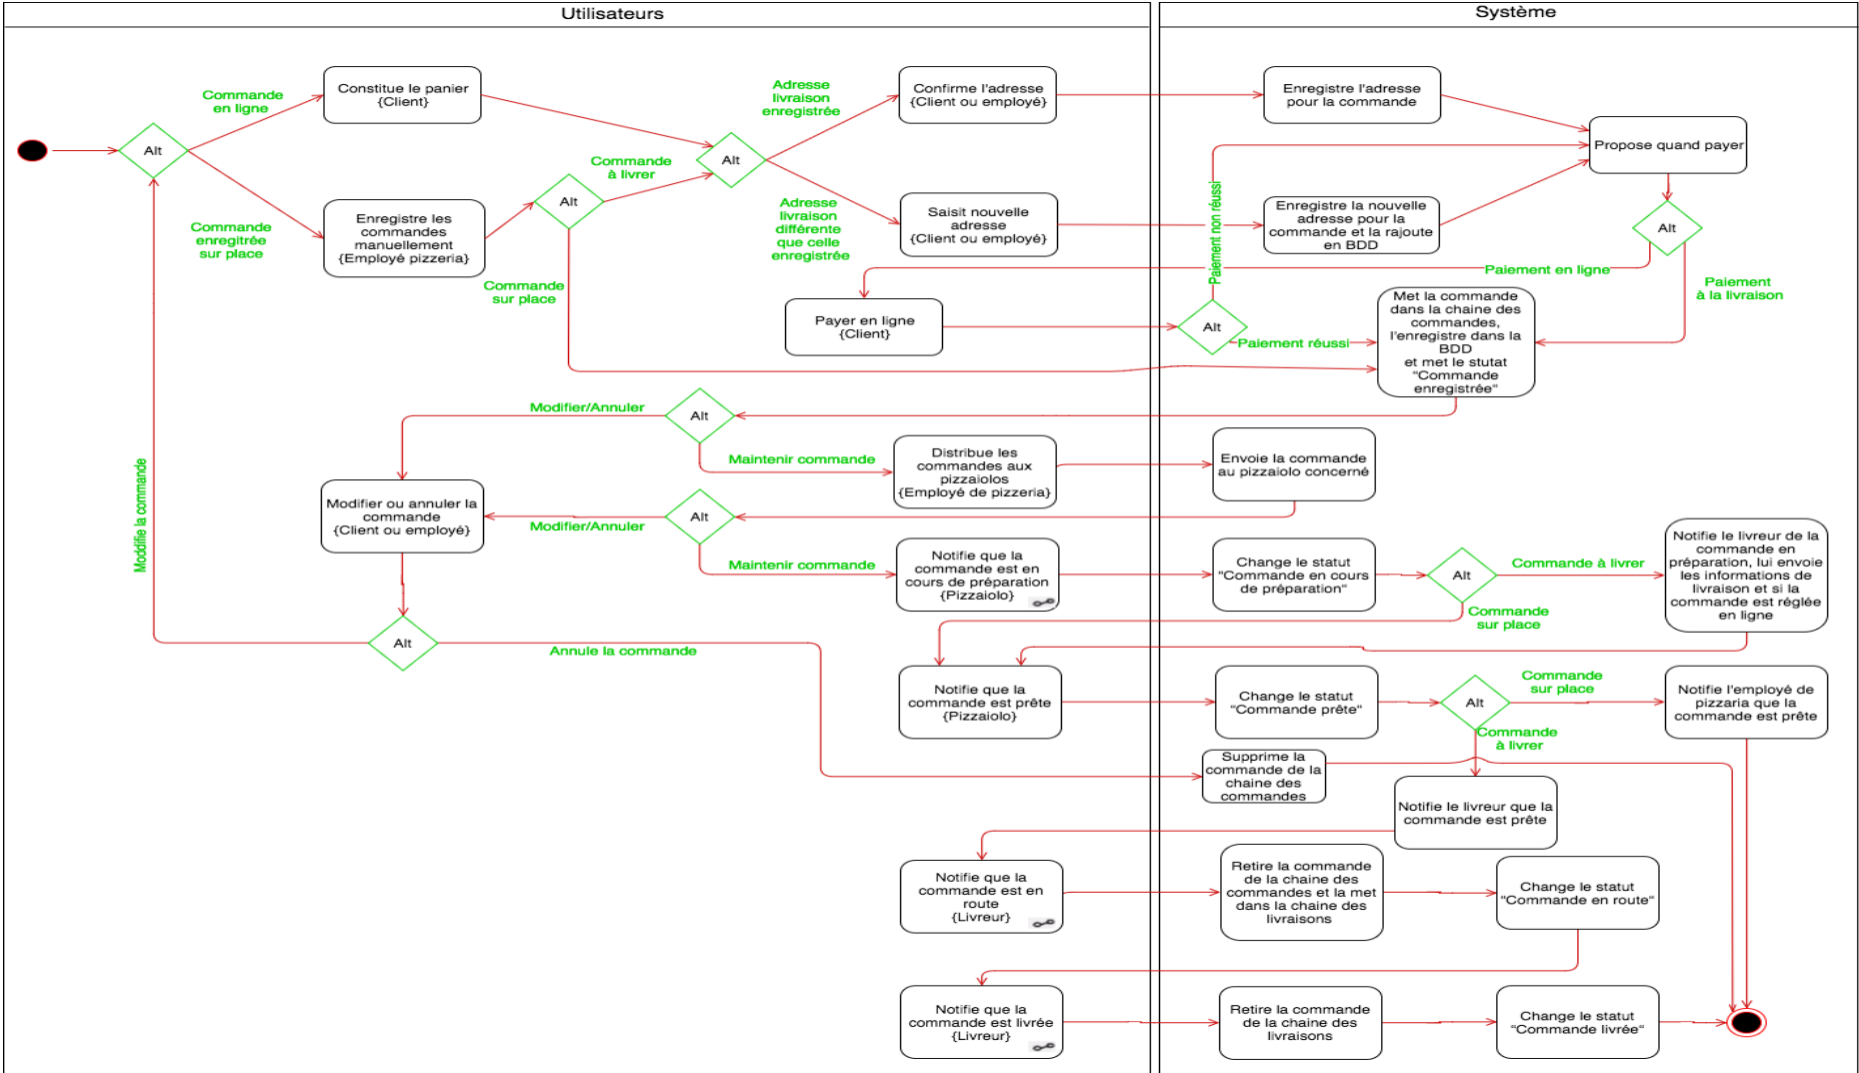 Utilisateurs
Système
Commande
en ligne
Constitue le panier
{Client}
Adresse
livraison
enregistrée
Confirme l'adresse
{Client ou employé}
Enregistre l'adresse
pour la commande
Alt
Propose quand payer
Commande
à livrer
Alt
Alt
Commande
enregitrée
sur place
Enregistre les
commandes
manuellement
{Employé pizzeria}
Adresse
livraison
différente
que celle
enregistrée
Saisit nouvelle
adresse
{Client ou employé}
Paiement non réussi
Enregistre la nouvelle
adresse pour la
commande et la rajoute
en BDD
Alt
Commande
sur place
Paiement en ligne
Paiement
à la livraison
Payer en ligne
{Client}
Alt
Paiement réussi
Met la commande
dans la chaine des
commandes,
l'enregistre dans la
BDD
et met le stutat
"Commande
enregistrée"
Modifier/Annuler
Alt
Maintenir commande
Distribue les
commandes aux
pizzaiolos
{Employé de pizzeria}
Envoie la commande
au pizzaiolo concerné
Moddifie la commande
Modifier ou annuler la
commande
{Client ou employé}
Modifier/Annuler
Alt
Maintenir commande
Notifie que la
commande est en
cours de préparation
{Pizzaiolo}
Change le statut
"Commande en cours
de préparation"
Alt
Commande à livrer
Notifie le livreur de la
commande en
préparation, lui envoie
les informations de
livraison et si la
commande est réglée
en ligne
Commande
sur place
Alt
Annule la commande
Notifie que la
commande est prête
{Pizzaiolo}
Change le statut
"Commande prête"
Alt
Commande
sur place
Notifie l'employé de
pizzaria que la
commande est prête
Commande
à livrer
Supprime la
commande de la
chaine des
commandes
Notifie le livreur que la
commande est prête
Notifie que la
commande est en
route
{Livreur}
Retire la commande
de la chaine des
commandes et la met
dans la chaine des
livraisons
Change le statut
"Commande en route"
Notifie que la
commande est livrée
{Livreur}
Retire la commande
de la chaine des
livraisons
Change le statut
"Commande livrée"